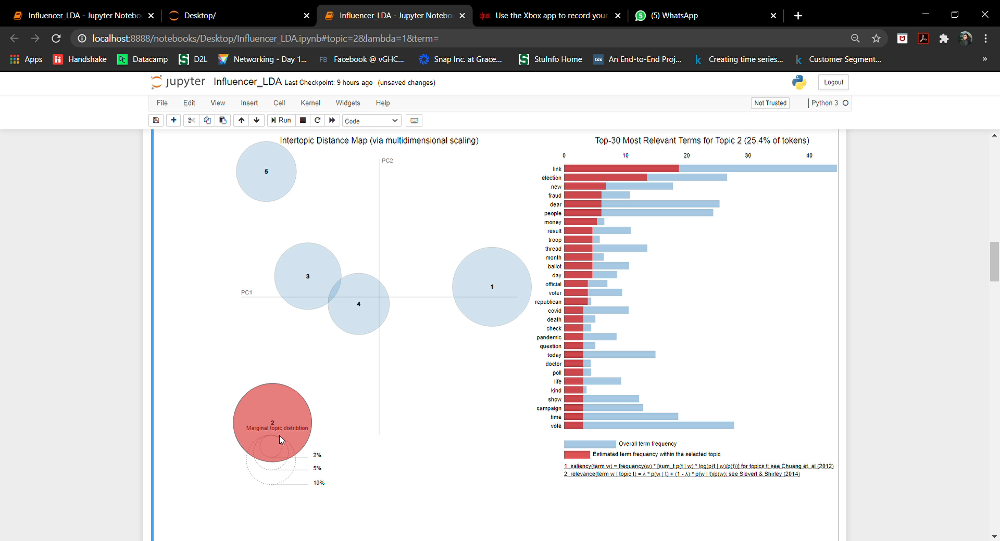 Influencer_LDA - Jupyter Notebo
Desktop/
Influencer_LDA - Jupyter Notebo
c|net Use the Xbox app to record your
5 (5) WhatsApp
localhost:8888/notebooks/Desktop/Influencer_LDA.ipynb#topic=2&lambda=1&term=
Apps
Handshake
Datacamp
D2L
Networking - Day 1...
FB Facebook @ vGHC...
Snap Inc. at Grace...
StuInfo Home
tds An End-to-End Proj...
k Creating time series...
k Customer Segment...
»
jupyter Influencer_LDA Last Checkpoint: 9 hours ago (unsaved changes)
Logout
File Edit View Insert Cell Kernel Widgets Help
Not Trusted
Python 3
Run
Code
Intertopic Distance Map (via multidimensional scaling)
PC2
PC1
5
3
4
1
2
Marginal topic distribtion
2%
5%
10%
Top-30 Most Relevant Terms for Topic 2 (25.4% of tokens)
0 10 20 30 40
link
election
new
fraud
dear
people
money
result
troop
thread
month
ballot
day
official
voter
republican
covid
death
check
pandemic
question
today
doctor
poll
life
kind
show
campaign
time
vote
Overall term frequency
Estimated term frequency within the selected topic
1. saliency(term w) = frequency(w) * [sum_t p(t | w) * log(p(t | w)/p(t))] for topics t; see Chuang et. al (2012)
2. relevance(term w | topic t) = λ * p(w | t) + (1 - λ) * p(w | t)/p(w); see Sievert & Shirley (2014)